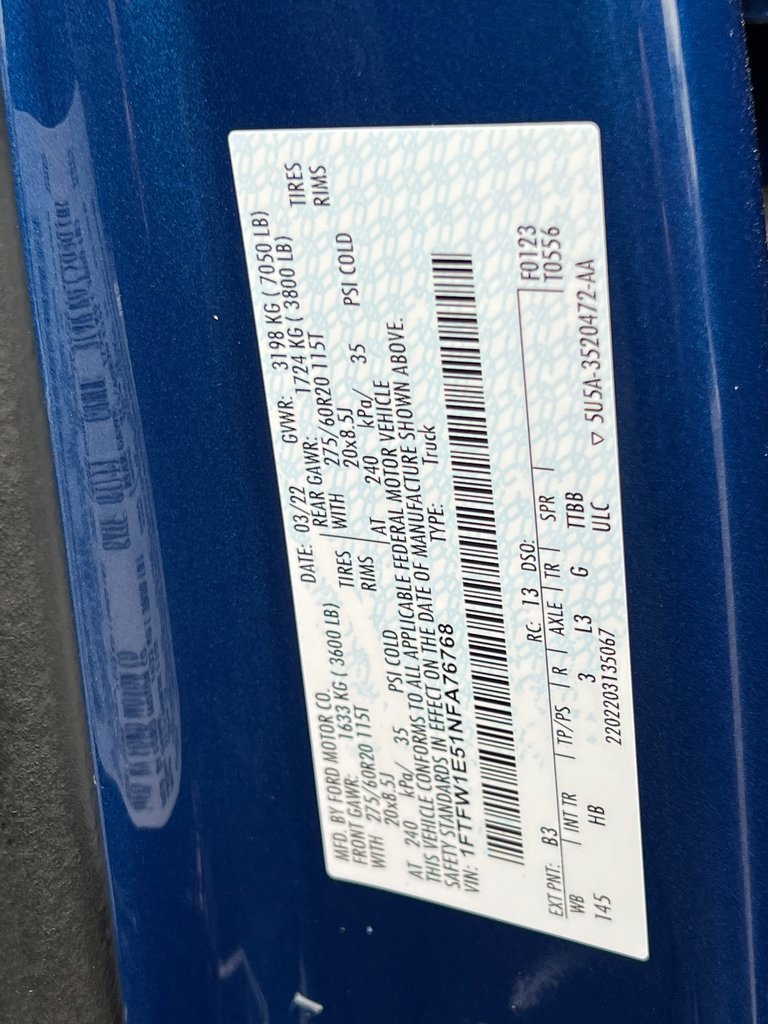 MFD. BY FORD MOTOR CO. DATE: 03/22 GVWR: 3198 KG ( 7050 LB)
FRONT GAWR: 1633 KG ( 3600 LB) REAR GAWR: 1724 KG ( 3800 LB)
WITH 275/60R20 115T TIRES WITH 275/60R20 115T TIRES
20x8.5J RIMS 20x8.5J RIMS
AT 240 kPa/ 35 PSI COLD AT 240 kPa/ 35 PSI COLD
THIS VEHICLE CONFORMS TO ALL APPLICABLE FEDERAL MOTOR VEHICLE
SAFETY STANDARDS IN EFFECT ON THE DATE OF MANUFACTURE SHOWN ABOVE.
VIN: 1FTFW1E51NFA76768 TYPE: Truck
EXT PNT: B3 RC: 13 DSO: F0123
WB INT TR TP/PS R AXLE TR SPR T0556
145 HB 3 L3 G TTBB
2202203135067 ULC ▽ 5U5A-3520472-AA